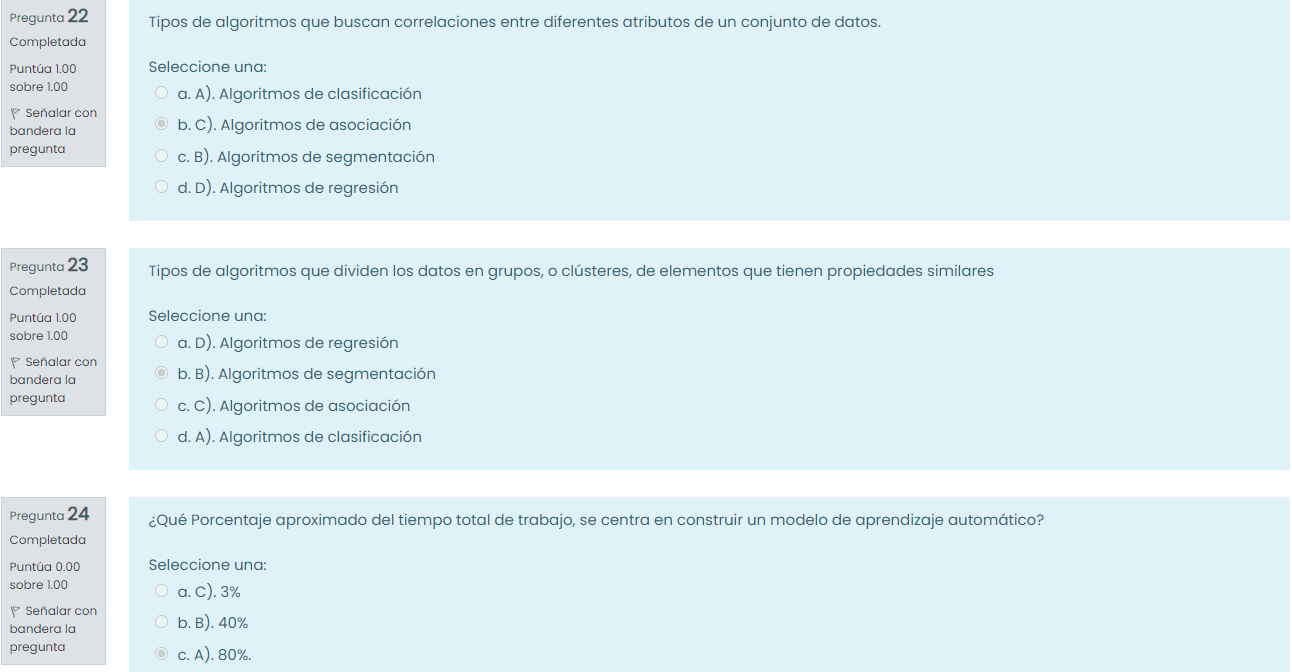 Pregunta 22
Completada
Puntúa 1.00
sobre 1.00
Señalar con
bandera la
pregunta
Tipos de algoritmos que buscan correlaciones entre diferentes atributos de un conjunto de datos.
Seleccione una:
a. A). Algoritmos de clasificación
b. C). Algoritmos de asociación
c. B). Algoritmos de segmentación
d. D). Algoritmos de regresión
Pregunta 23
Completada
Puntúa 1.00
sobre 1.00
Señalar con
bandera la
pregunta
Tipos de algoritmos que dividen los datos en grupos, o clústeres, de elementos que tienen propiedades similares
Seleccione una:
a. D). Algoritmos de regresión
b. B). Algoritmos de segmentación
c. C). Algoritmos de asociación
d. A). Algoritmos de clasificación
Pregunta 24
Completada
Puntúa 0.00
sobre 1.00
Señalar con
bandera la
pregunta
¿Qué Porcentaje aproximado del tiempo total de trabajo, se centra en construir un modelo de aprendizaje automático?
Seleccione una:
a. C). 3%
b. B). 40%
c. A). 80%.